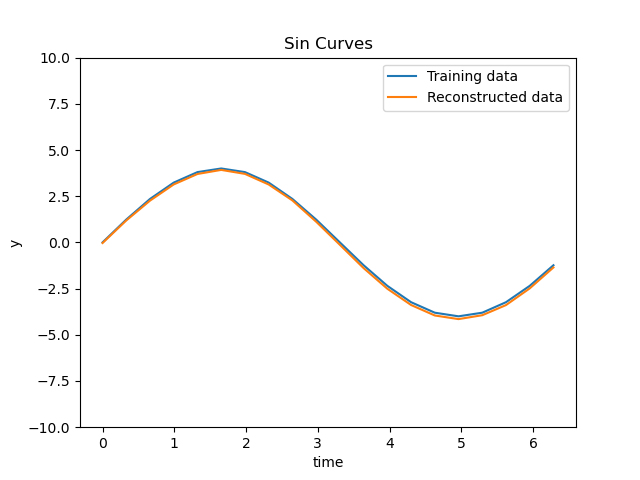 Sin Curves
Training data
Reconstructed data
10.0
7.5
5.0
2.5
0.0
−2.5
−5.0
−7.5
−10.0
y
0 1 2 3 4 5 6
time